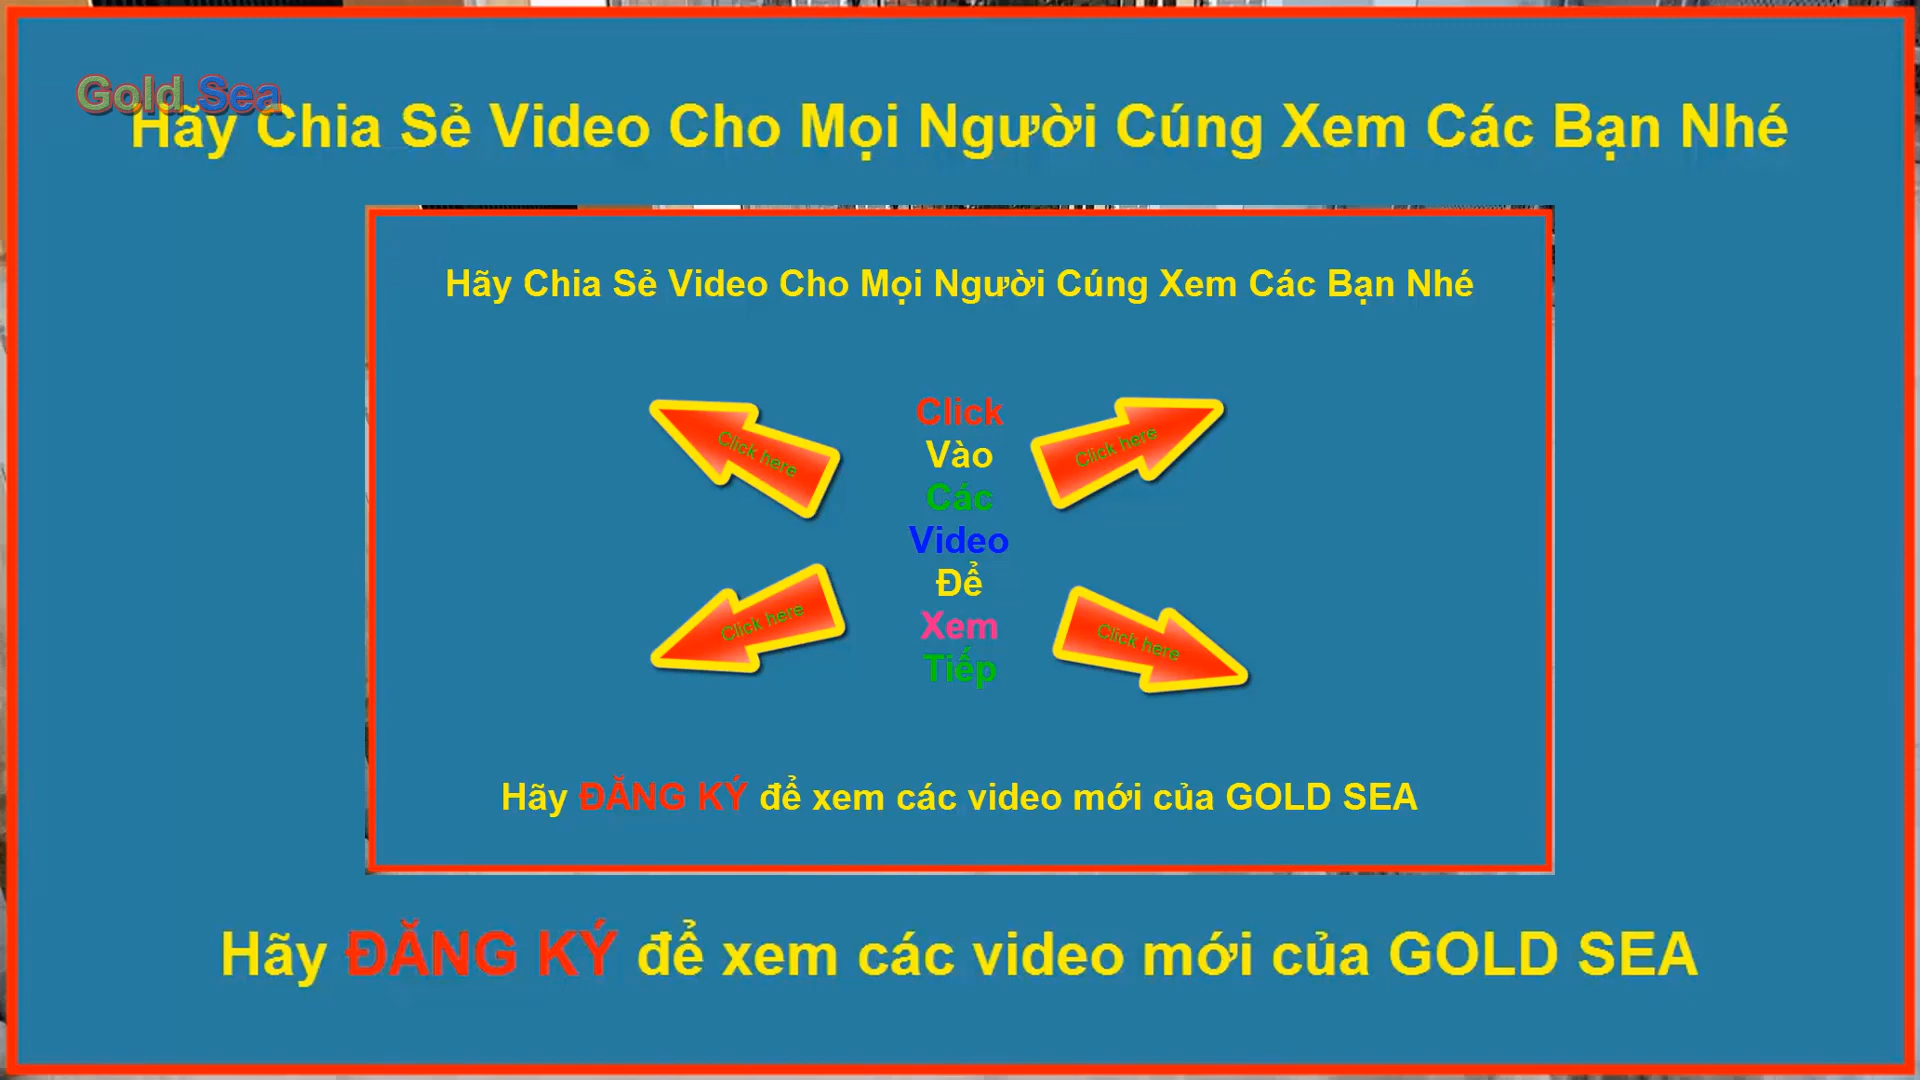 Gold Sea
Hãy Chia Sẻ Video Cho Mọi Người Cúng Xem Các Bạn Nhé
Hãy Chia Sẻ Video Cho Mọi Người Cúng Xem Các Bạn Nhé
Click
Vào
Các
Video
Để
Xem
Tiếp
Click here
Click here
Click here
Click here
Hãy ĐĂNG KÝ để xem các video mới của GOLD SEA
Hãy ĐĂNG KÝ để xem các video mới của GOLD SEA